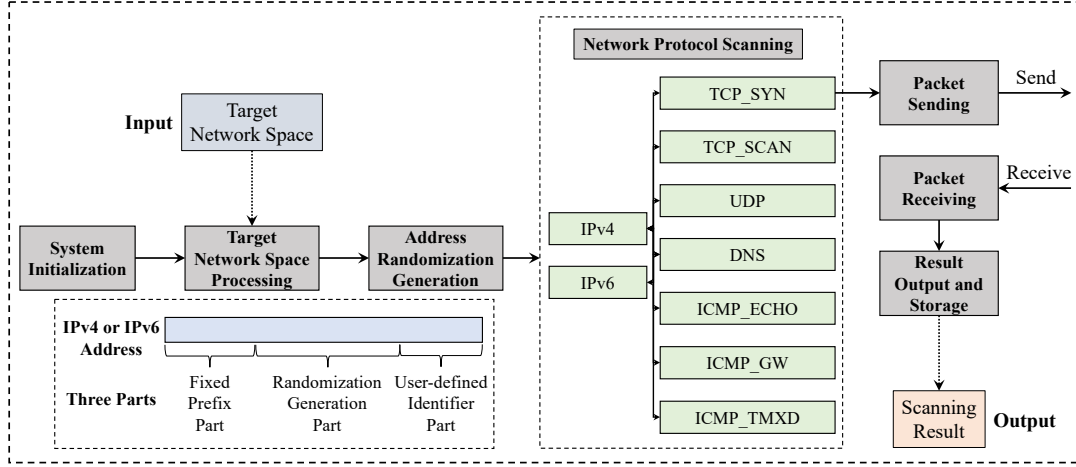 Network Protocol Scanning
Input
Target
Network Space
System
Initialization
Target
Network Space
Processing
Address
Randomization
Generation
IPv4
IPv6
TCP_SYN
TCP_SCAN
UDP
DNS
ICMP_ECHO
ICMP_GW
ICMP_TMXD
Packet
Sending
Send
Packet
Receiving
Receive
Result
Output and
Storage
Scanning
Result
Output
IPv4 or IPv6
Address
Three Parts
Fixed
Prefix
Part
Randomization
Generation
Part
User-defined
Identifier
Part